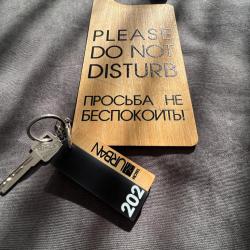 PLEASE
DO NOT
DISTURB
ПРОСЬБА НЕ
БЕСПОКОИТЬ!
URBAN
202